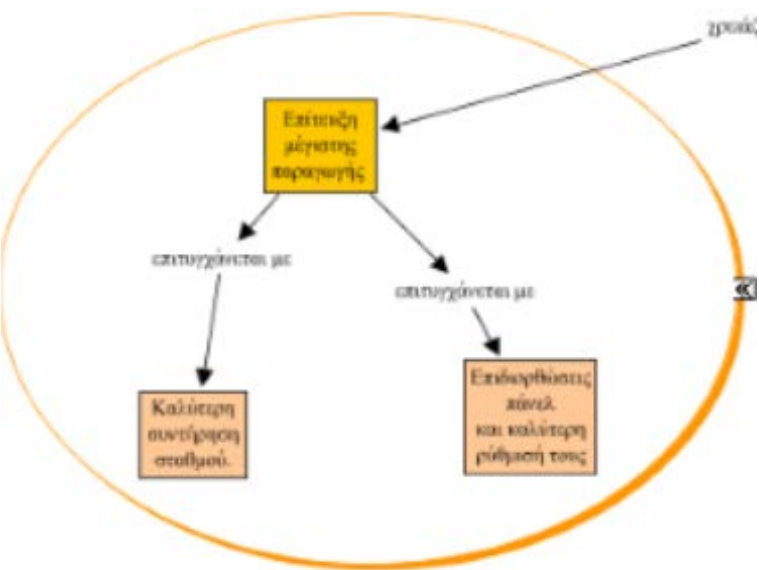 Επίτευξη
μέγιστης
παραγωγής
επιτυγχάνεται με
επιτυγχάνεται με
Καλύτερη
συντήρηση
σταθμού.
Επιδιορθώσεις
πάνελ
και καλύτερη
ρύθμισή τους